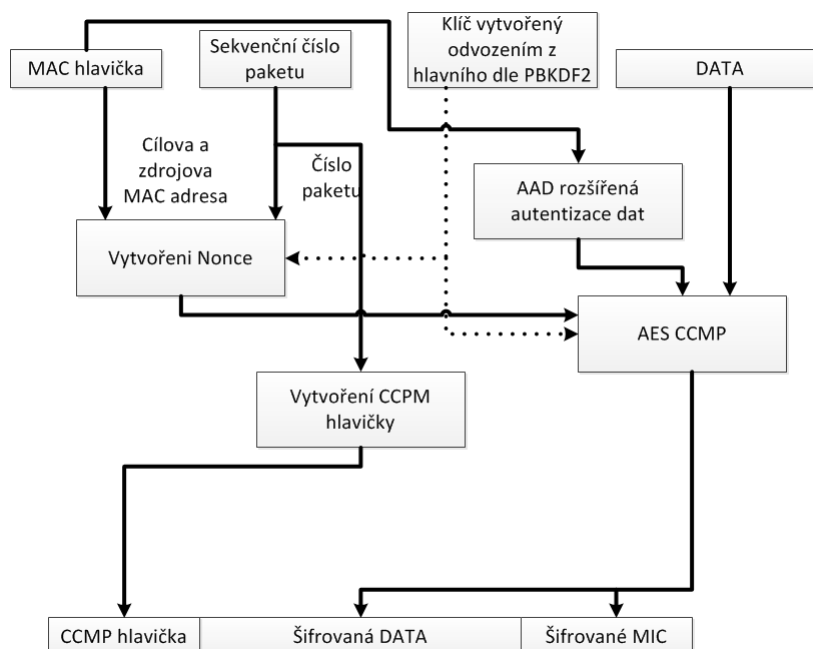 MAC hlavička
Sekvenční číslo
paketu
Klíč vytvořený
odvozením z
hlavního dle PBKDF2
DATA
Cílova a
zdrojova
MAC adresa
Číslo
paketu
AAD rozšířená
autentizace dat
Vytvořeni Nonce
AES CCMP
Vytvoření CCPM
hlavičky
CCMP hlavička
Šifrovaná DATA
Šifrované MIC